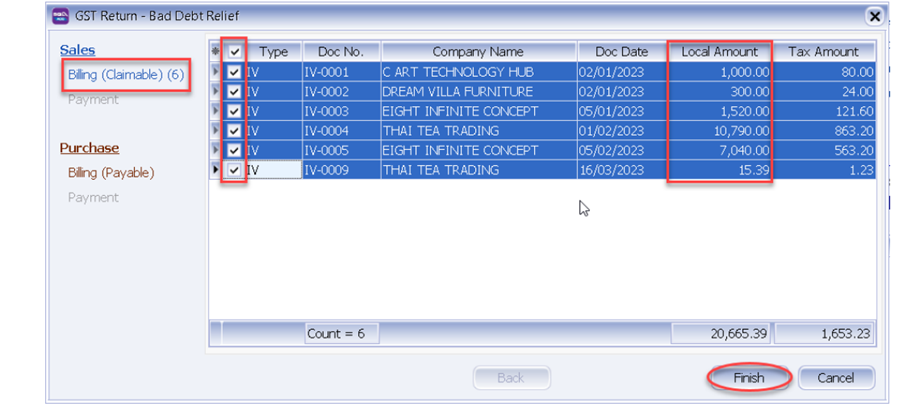 GST Return - Bad Debt Relief
Sales
Billing (Claimable) (6)
Payment
Purchase
Billing (Payable)
Payment
Type Doc No. Company Name Doc Date Local Amount Tax Amount
IV IV-0001 C ART TECHNOLOGY HUB 02/01/2023 1,000.00 80.00
IV IV-0002 DREAM VILLA FURNITURE 02/01/2023 300.00 24.00
IV IV-0003 EIGHT INFINITE CONCEPT 05/01/2023 1,520.00 121.60
IV IV-0004 THAI TEA TRADING 01/02/2023 10,790.00 863.20
IV IV-0005 EIGHT INFINITE CONCEPT 05/02/2023 7,040.00 563.20
IV IV-0009 THAI TEA TRADING 16/03/2023 15.39 1.23
Count = 6 20,665.39 1,653.23
Back Finish Cancel